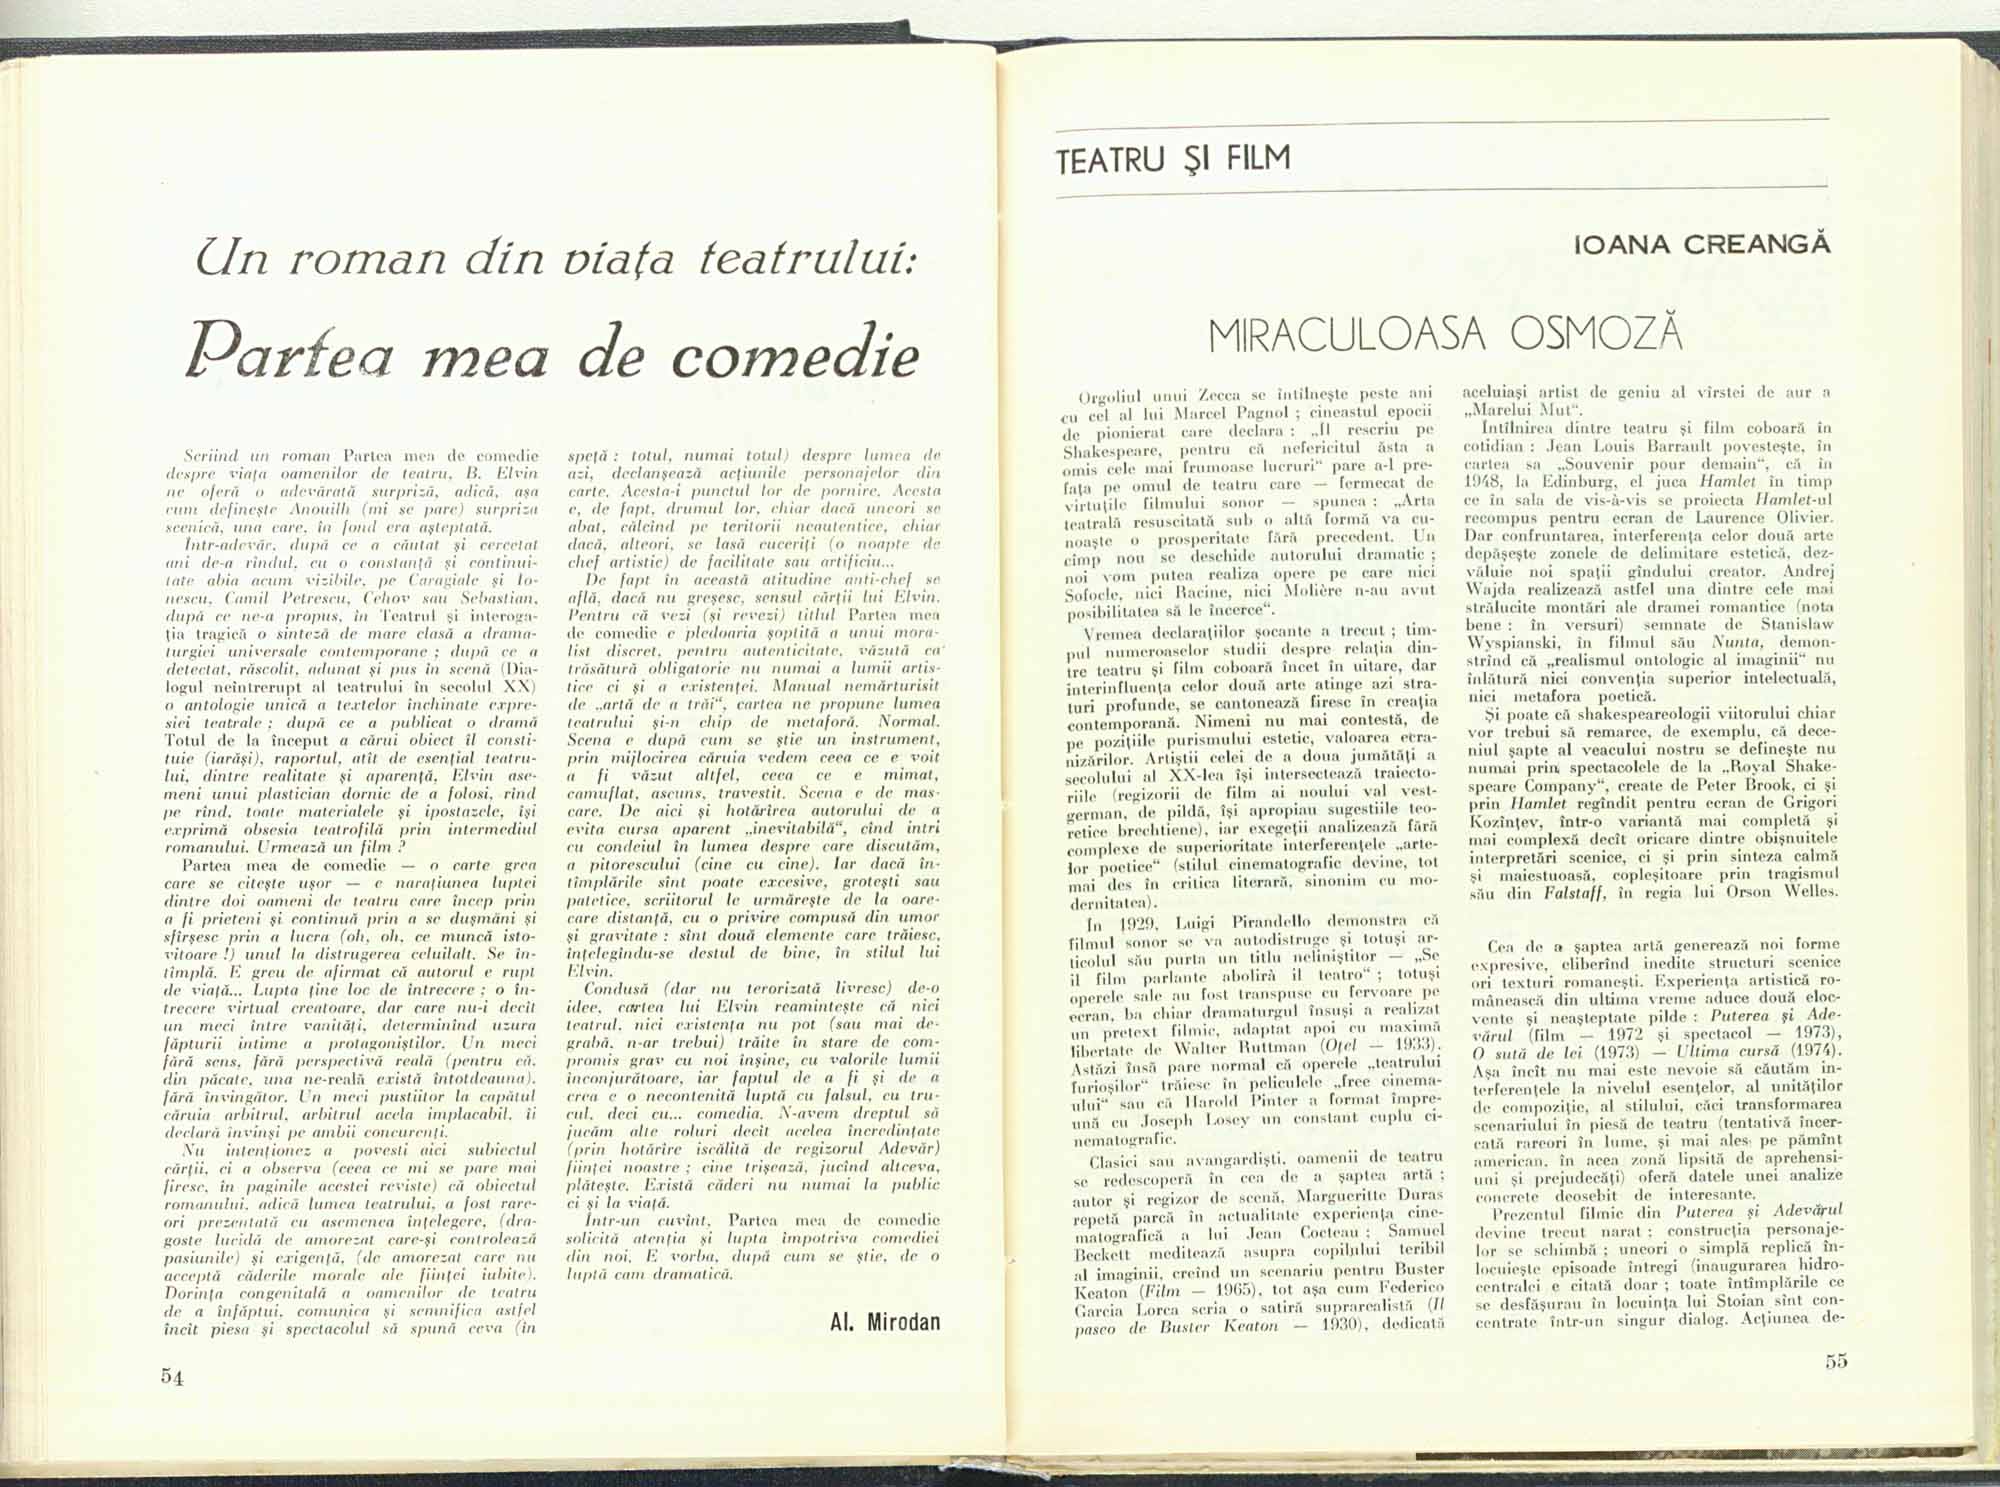 Un roman din viața teatrului:
Partea mea de comedie
Scriind un roman Partea mea de comedie
despre viața oamenilor de teatru, B. Elvin
ne oferă o adevărată surpriză, adică, așa
cum definește Anouilh (mi se pare) surpriza
scenică, una care, în fond era așteptată.
Intr-adevăr, după ce a căutat și cercetat
ani de-a rîndul, cu o constanță și continui-
tate abia acum vizibile, pe Caragiale și Io-
nescu, Camil Petrescu, Cehov sau Sebastian,
după ce ne-a propus, în Teatrul și interoga-
ția tragică o sinteză de mare clasă a drama-
turgiei universale contemporane ; după ce a
detectat, răscolit, adunat și pus în scenă (Dia-
logul neîntrerupt al teatrului în secolul XX)
o antologie unică a textelor închinate expre-
siei teatrale ; după ce a publicat o dramă
Totul de la început a cărui obiect îl consti-
tuie (iarăși), raportul, atît de esențial teatru-
lui, dintre realitate și aparență, Elvin ase-
meni unui plastician dornic de a folosi, rînd
pe rînd, toate materialele și ipostazele, își
exprimă obsesia teatrofilă prin intermediul
romanului. Urmează un film ?
Partea mea de comedie — o carte grea
care se citește ușor — e narațiunea luptei
dintre doi oameni de teatru care încep prin
a fi prieteni și continuă prin a se dușmăni și
sfîrșesc prin a lucra (oh, oh, ce muncă isto-
vitoare !) unul la distrugerea celuilalt. Se în-
tîmplă. E greu de afirmat că autorul e rupt
de viață... Lupta ține loc de întrecere ; o în-
trecere virtual creatoare, dar care nu-i decît
un meci între vanități, determinînd uzura
făpturii intime a protagoniștilor. Un meci
fără sens, fără perspectivă reală (pentru că,
din păcate, una ne-reală există întotdeauna),
fără învingător. Un meci pustiitor la capătul
căruia arbitrul, arbitrul acela implacabil, îi
declară învinși pe ambii concurenți.
Nu intenționez a povesti aici subiectul
cărții, ci a observa (ceea ce mi se pare mai
firesc, în paginile acestei reviste) că obiectul
romanului, adică lumea teatrului, a fost rare-
ori prezentată cu asemenea înțelegere, (dra-
goste lucidă de amorezat care-și controlează
pasiunile) și exigență, (de amorezat care nu
acceptă căderile morale ale ființei iubite).
Dorința congenitală a oamenilor de teatru
de a înfăptui, comunica și semnifica astfel
încît piesa și spectacolul să spună ceva (în
speță : totul, numai totul) despre lumea de
azi, declanșează acțiunile personajelor din
carte. Acesta-i punctul lor de pornire. Acesta
e, de fapt, drumul lor, chiar dacă uneori se
abat, călcînd pe teritorii neautentice, chiar
dacă, alteori, se lasă cuceriți (o noapte de
chef artistic) de facilitate sau artificiu...
De fapt în această atitudine anti-chef se
află, dacă nu greșesc, sensul cărții lui Elvin.
Pentru că vezi (și revezi) titlul Partea mea
de comedie e pledoaria șoptită a unui mora-
list discret, pentru autenticitate, văzută ca
trăsătură obligatorie nu numai a lumii artis-
tice ci și a existenței. Manual nemărturisit
de „artă de a trăi“, cartea ne propune lumea
teatrului și-n chip de metaforă. Normal.
Scena e după cum se știe un instrument,
prin mijlocirea căruia vedem ceea ce e voit
a fi văzut altfel, ceea ce e mimat,
camuflat, ascuns, travestit. Scena e de mas-
care. De aici și hotărîrea autorului de a
evita cursa aparent „inevitabilă“, cînd intri
cu condeiul în lumea despre care discutăm,
a pitorescului (cine cu cine). Iar dacă în-
tîmplările sînt poate excesive, grotești sau
patetice, scriitorul le urmărește de la oare-
care distanță, cu o privire compusă din umor
și gravitate : sînt două elemente care trăiesc,
înțelegindu-se destul de bine, în stilul lui
Elvin.
Condusă (dar nu terorizată livresc) de-o
idee, cartea lui Elvin reamintește că nici
teatrul, nici existența nu pot (sau mai de-
grabă, n-ar trebui) trăite în stare de com-
promis grav cu noi înșine, cu valorile lumii
înconjurătoare, iar faptul de a fi și de a
crea e o necontenită luptă cu falsul, cu tru-
cul, deci cu... comedia. N-avem dreptul să
jucăm alte roluri decît acelea încredințate
(prin hotărîre iscălită de regizorul Adevăr)
ființei noastre ; cine trișează, jucînd altceva,
plătește. Există căderi nu numai la public
ci și la viață.
Intr-un cuvînt, Partea mea de comedie
solicită atenția și lupta împotriva comediei
din noi. E vorba, după cum se știe, de o
luptă cam dramatică.
Al. Mirodan
54
TEATRU ȘI FILM
IOANA CREANGĂ
MIRACULOASA OSMOZĂ
Orgoliul unui Zecca se întîlnește peste ani
cu cel al lui Marcel Pagnol ; cineastul epocii
de pionierat care declara : „Il rescriu pe
Shakespeare, pentru că nefericitul ăsta a
omis cele mai frumoase lucruri“ pare a-l pre-
fața pe omul de teatru care — fermecat de
virtuțile filmului sonor — spunea : „Arta
teatrală resuscitată sub o altă formă va cu-
noaște o prosperitate fără precedent. Un
cîmp nou se deschide autorului dramatic ;
noi vom putea realiza opere pe care nici
Sofocle, nici Racine, nici Molière n-au avut
posibilitatea să le încerce“.
Vremea declarațiilor șocante a trecut ; tim-
pul numeroaselor studii despre relația din-
tre teatru și film coboară încet în uitare, dar
interinfluența celor două arte atinge azi stra-
turi profunde, se cantonează firesc în creația
contemporană. Nimeni nu mai contestă, de
pe pozițiile purismului estetic, valoarea ecra-
nizărilor. Artiștii celei de a doua jumătăți a
secolului al XX-lea își intersectează traiecto-
riile (regizorii de film ai noului val vest-
german, de pildă, își apropiau sugestiile teo-
retice brechtiene), iar exegeții analizează fără
complexe de superioritate interferențele „arte-
lor poetice“ (stilul cinematografic devine, tot
mai des în critica literară, sinonim cu mo-
dernitatea).
In 1929, Luigi Pirandello demonstra că
filmul sonor se va autodistruge și totuși ar-
ticolul său purta un titlu neliniștitor — „Se
il film parlante abolirà il teatro“ ; totuși
operele sale au fost transpuse cu fervoare pe
ecran, ba chiar dramaturgul însuși a realizat
un pretext filmic, adaptat apoi cu maximă
libertate de Walter Ruttman (Oțel — 1933).
Astăzi însă pare normal că operele „teatrului
furioșilor“ trăiesc în peliculele „free cinema-
ului“ sau că Harold Pinter a format împre-
ună cu Joseph Losey un constant cuplu ci-
nematografic.
Clasici sau avangardiști, oamenii de teatru
se redescoperă în cea de a șaptea artă ;
autor și regizor de scenă, Margueritte Duras
repetă parcă în actualitate experiența cine-
matografică a lui Jean Cocteau ; Samuel
Beckett meditează asupra copilului teribil
al imaginii, creînd un scenariu pentru Buster
Keaton (Film — 1965), tot așa cum Federico
Garcia Lorca scria o satiră suprarealistă (Il
paseo de Buster Keaton — 1930), dedicată
aceluiași artist de geniu al vîrstei de aur a
„Marelui Mut“.
Intîlnirea dintre teatru și film coboară în
cotidian : Jean Louis Barrault povestește, în
cartea sa „Souvenir pour demain“, că în
1948, la Edinburg, el juca Hamlet în timp
ce în sala de vis-à-vis se proiecta Hamlet-ul
recompus pentru ecran de Laurence Olivier.
Dar confruntarea, interferența celor două arte
depășește zonele de delimitare estetică, dez-
văluie noi spații gîndului creator. Andrej
Wajda realizează astfel una dintre cele mai
strălucite montări ale dramei romantice (nota
bene : în versuri) semnate de Stanislaw
Wyspianski, în filmul său Nunta, demon-
strînd că „realismul ontologic al imaginii“ nu
înlătură nici convenția superior intelectuală,
nici metafora poetică.
Și poate că shakespeareologii viitorului chiar
vor trebui să remarce, de exemplu, că dece-
niul șapte al veacului nostru se definește nu
numai prin spectacolele de la „Royal Shake-
speare Company“, create de Peter Brook, ci și
prin Hamlet regîndit pentru ecran de Grigori
Kozînțev, într-o variantă mai completă și
mai complexă decît oricare dintre obișnuitele
interpretări scenice, ci și prin sinteza calmă
și maiestuoasă, copleșitoare prin tragismul
său din Falstaff, în regia lui Orson Welles.
Cea de a șaptea artă generează noi forme
expresive, eliberînd inedite structuri scenice
ori texturi romanești. Experiența artistică ro-
mânească din ultima vreme aduce două eloc-
vente și neașteptate pilde : Puterea și Ade-
vărul (film — 1972 și spectacol — 1973),
O sută de lei (1973) — Ultima cursă (1974).
Așa încît nu mai este nevoie să căutăm in-
terferențele la nivelul esențelor, al unităților
de compoziție, al stilului, căci transformarea
scenariului în piesă de teatru (tentativă încer-
cată rareori în lume, și mai ales pe pămînt
american, în acea zonă lipsită de aprehensi-
uni și prejudecăți) oferă datele unei analize
concrete deosebit de interesante.
Prezentul filmic din Puterea și Adevărul
devine trecut narat ; construcția personaje-
lor se schimbă ; uneori o simplă replică în-
locuiește episoade întregi (inaugurarea hidro-
centralei e citată doar ; toate întîmplările ce
se desfășurau în locuința lui Stoian sînt con-
centrate într-un singur dialog. Acțiunea de-
55